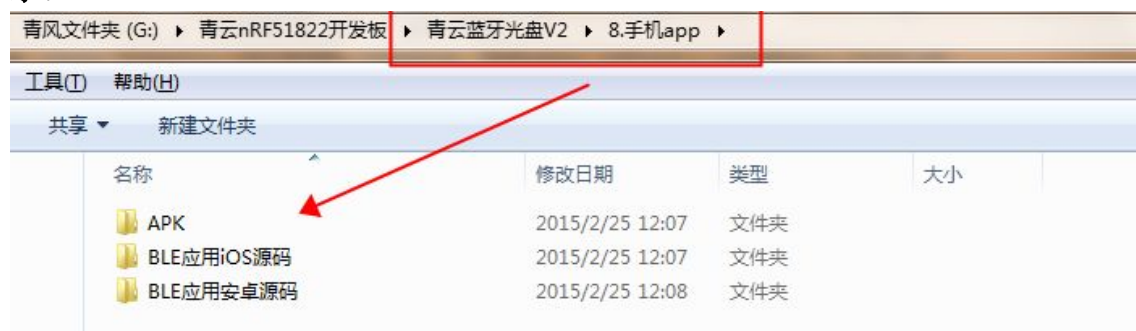 青风文件夹 (G:) ▸ 青云nRF51822开发板 ▸ 青云蓝牙光盘V2 ▸ 8.手机app ▸
工具(T) 帮助(H)
共享 ▾ 新建文件夹
名称 修改日期 类型 大小
APK 2015/2/25 12:07 文件夹
BLE应用iOS源码 2015/2/25 12:07 文件夹
BLE应用安卓源码 2015/2/25 12:08 文件夹